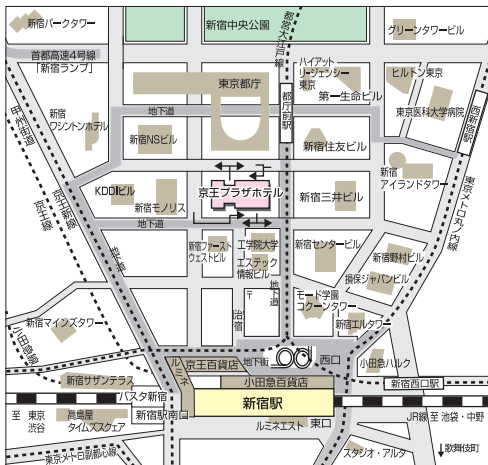 新宿パークタワー
新宿中央公園
都営大江戸線
グリーンタワービル
首都高速4号線
「新宿ランプ」
東京都庁
ハイアット
リージェンシー
東京
第一生命ビル
ヒルトン東京
東京医科大学病院
西新宿駅
甲州街道
新宿
ワシントンホテル
地下道
都庁前駅
新宿NSビル
新宿住友ビル
京王新線
京王線
KDDIビル
新宿モノリス
京王プラザホテル
新宿三井ビル
新宿
アイランドタワー
東京メトロ丸ノ内線
地下道
地下道
新宿ファースト
ウェストビル
工学院大学
エステック
情報ビル
〒
地下道
新宿センタービル
新宿野村ビル
損保ジャパンビル
モード学園
コクーンタワー
新宿エルタワー
新宿マインズタワー
小田急線
ルミネ
京王百貨店
地下街
西口
小田急ハルク
新宿サザンテラス
バスタ新宿
小田急百貨店
新宿西口駅
至
東京
渋谷
高島屋
タイムズスクェア
新宿駅南口
新宿駅
JR線 至 池袋・中野
ルミネエスト
東口
東京メトロ副都心線
スタジオ・アルタ
歌舞伎町